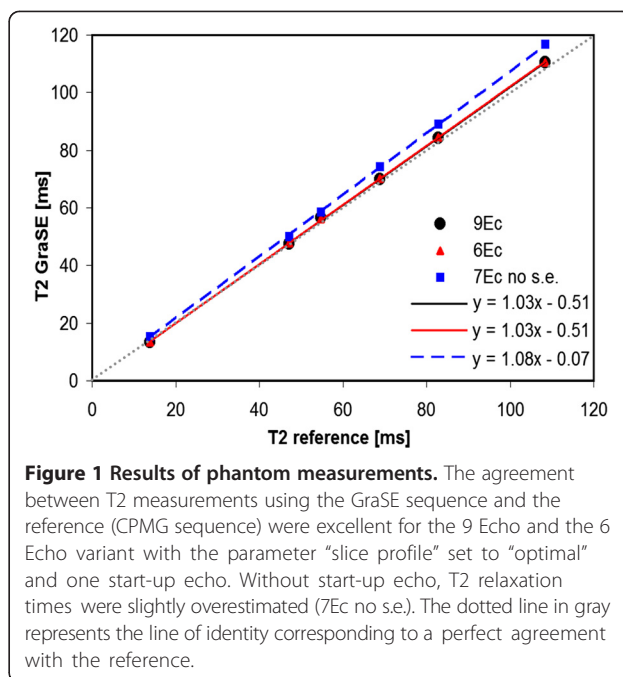 120
100
80
60
40
20
0
T2 GraSE [ms]
9Ec
6Ec
7Ec no s.e.
y = 1.03x - 0.51
y = 1.03x - 0.51
y = 1.08x - 0.07
0 20 40 60 80 100 120
T2 reference [ms]
Figure 1 Results of phantom measurements. The agreement
between T2 measurements using the GraSE sequence and the
reference (CPMG sequence) were excellent for the 9 Echo and the 6
Echo variant with the parameter “slice profile” set to “optimal”
and one start-up echo. Without start-up echo, T2 relaxation
times were slightly overestimated (7Ec no s.e.). The dotted line in gray
represents the line of identity corresponding to a perfect agreement
with the reference.